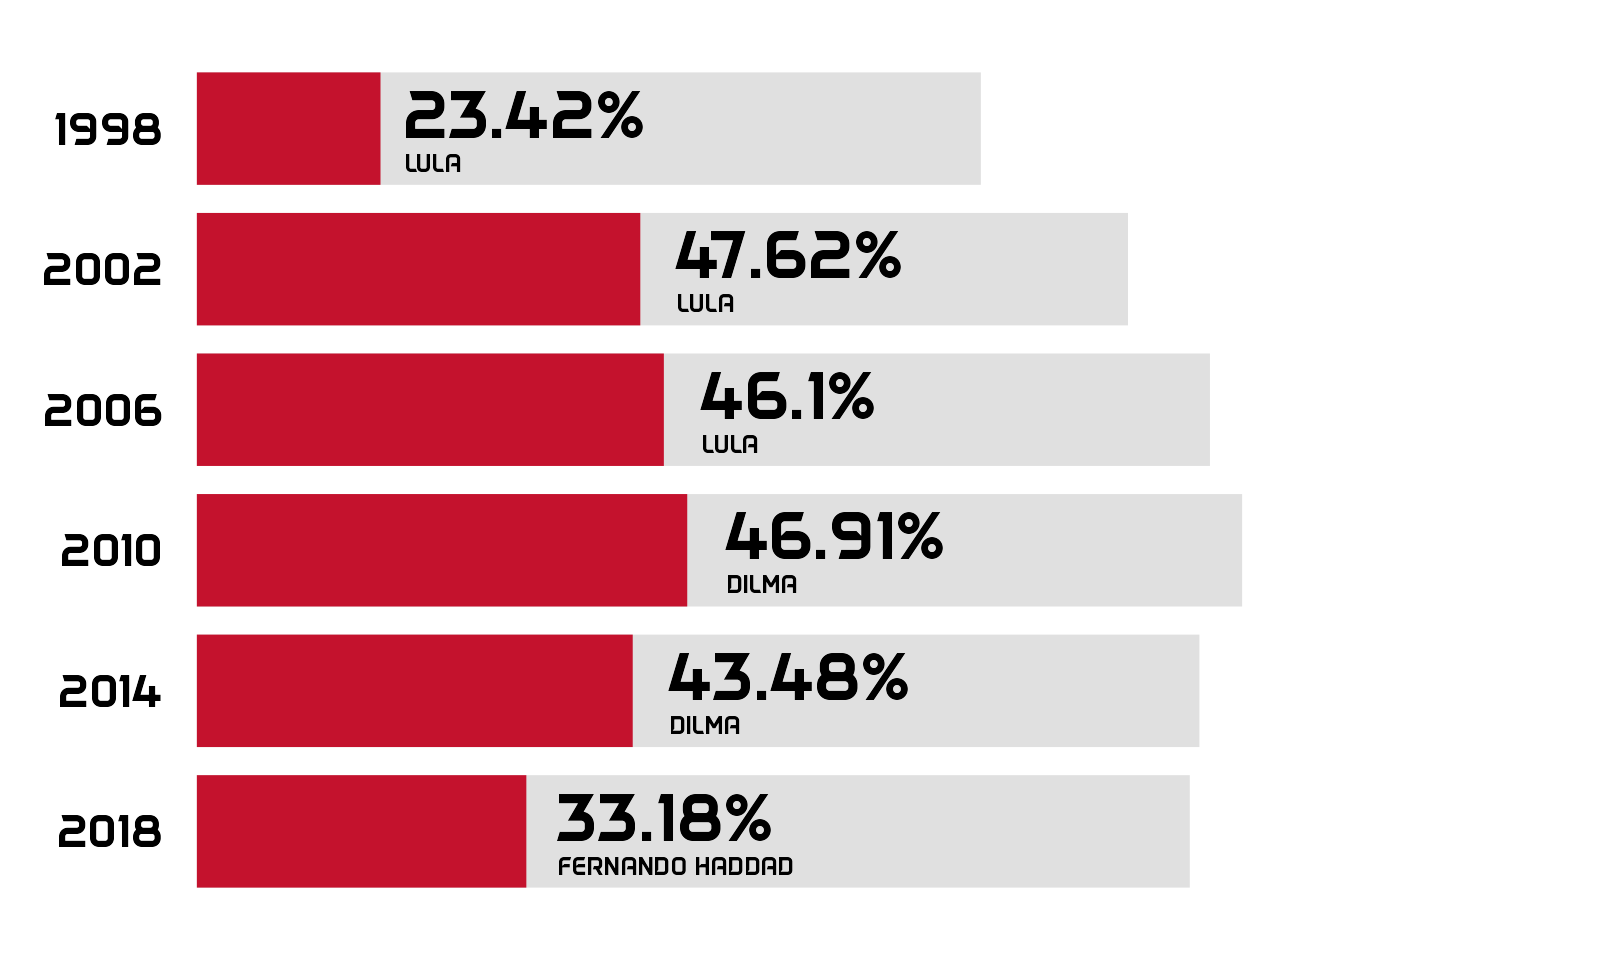 1998
23.42%
LULA
2002
47.62%
LULA
2006
46.1%
LULA
2010
46.91%
DILMA
2014
43.48%
DILMA
2018
33.18%
FERNANDO HADDAD